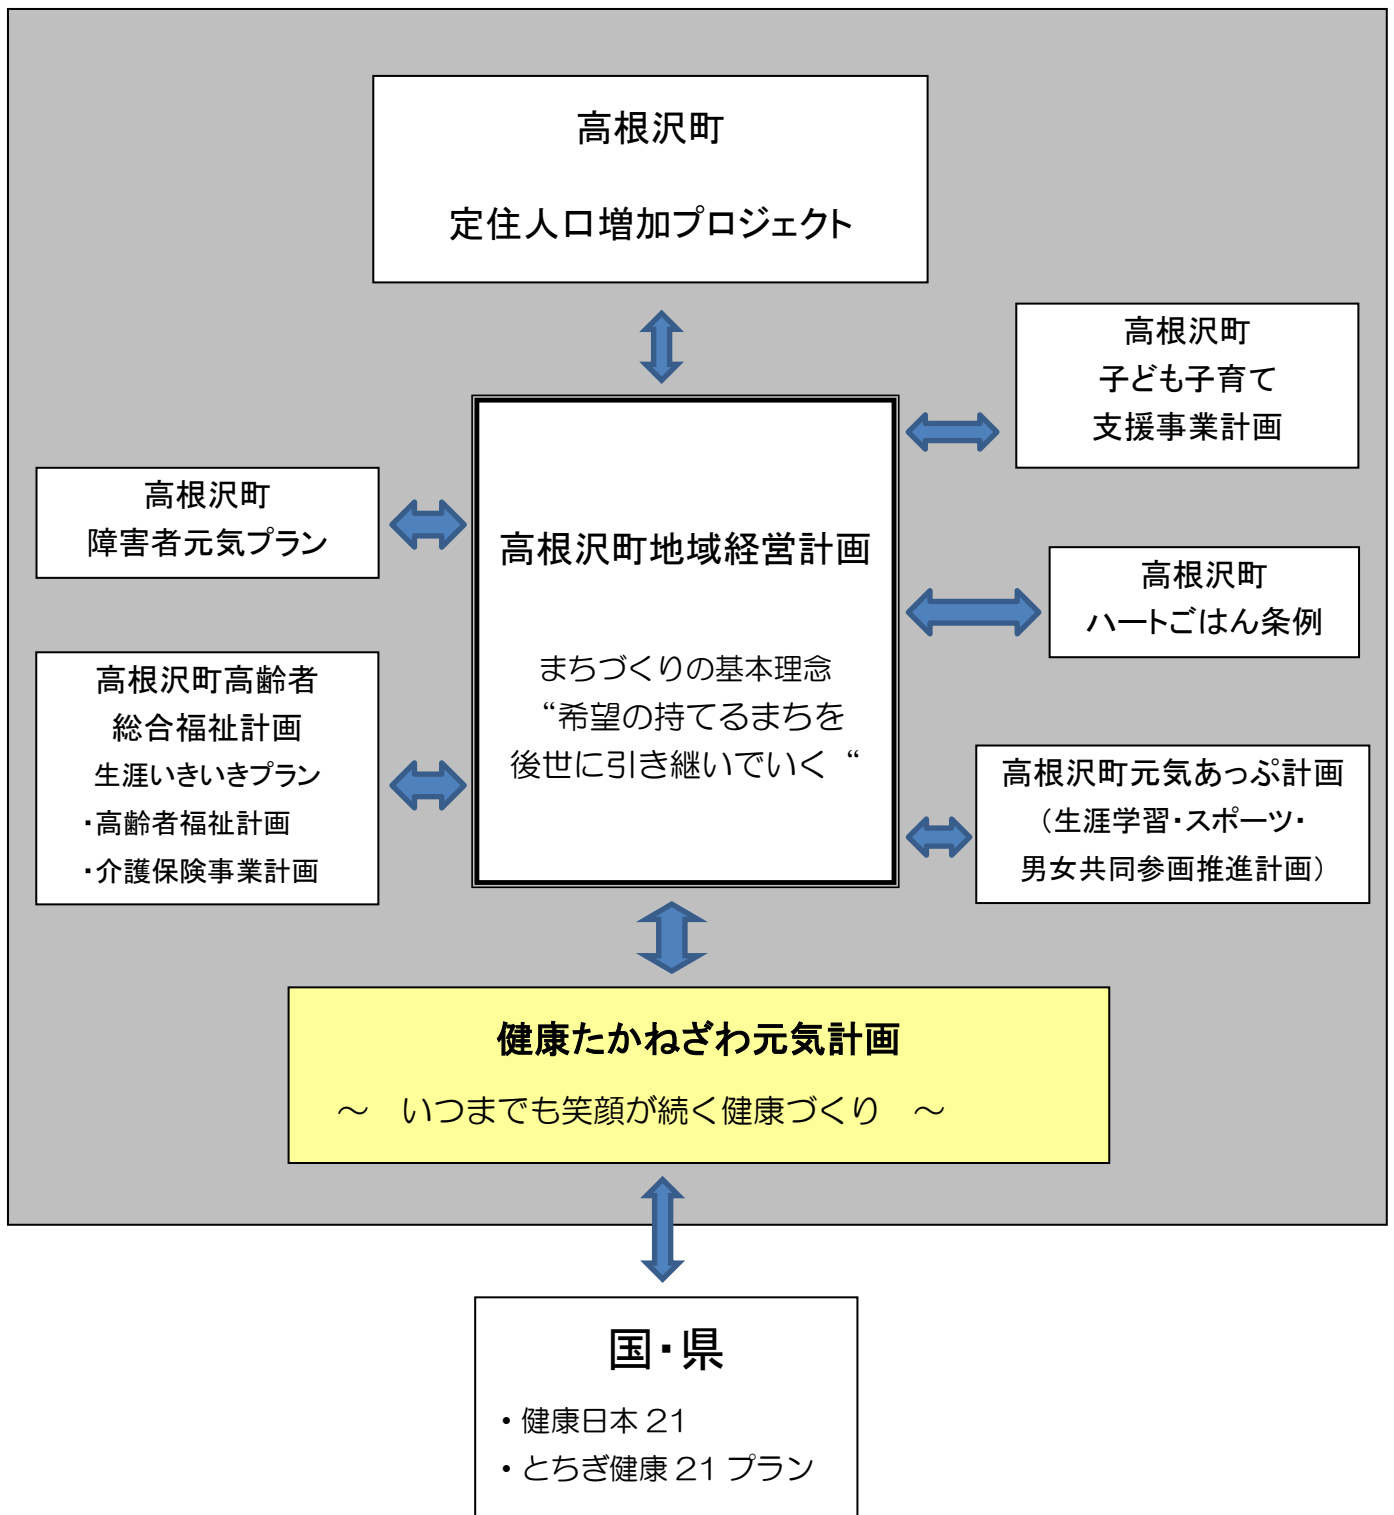 高根沢町
定住人口増加プロジェクト
高根沢町
子ども子育て
支援事業計画
高根沢町
障害者元気プラン
高根沢町地域経営計画
まちづくりの基本理念
“希望の持てるまちを
後世に引き継いでいく“
高根沢町
ハートごはん条例
高根沢町高齢者
総合福祉計画
生涯いきいきプラン
・高齢者福祉計画
・介護保険事業計画
高根沢町元気あっぷ計画
（生涯学習・スポーツ・
男女共同参画推進計画）
健康たかねざわ元気計画
～　いつまでも笑顔が続く健康づくり　～
国・県
・健康日本 21
・とちぎ健康 21 プラン